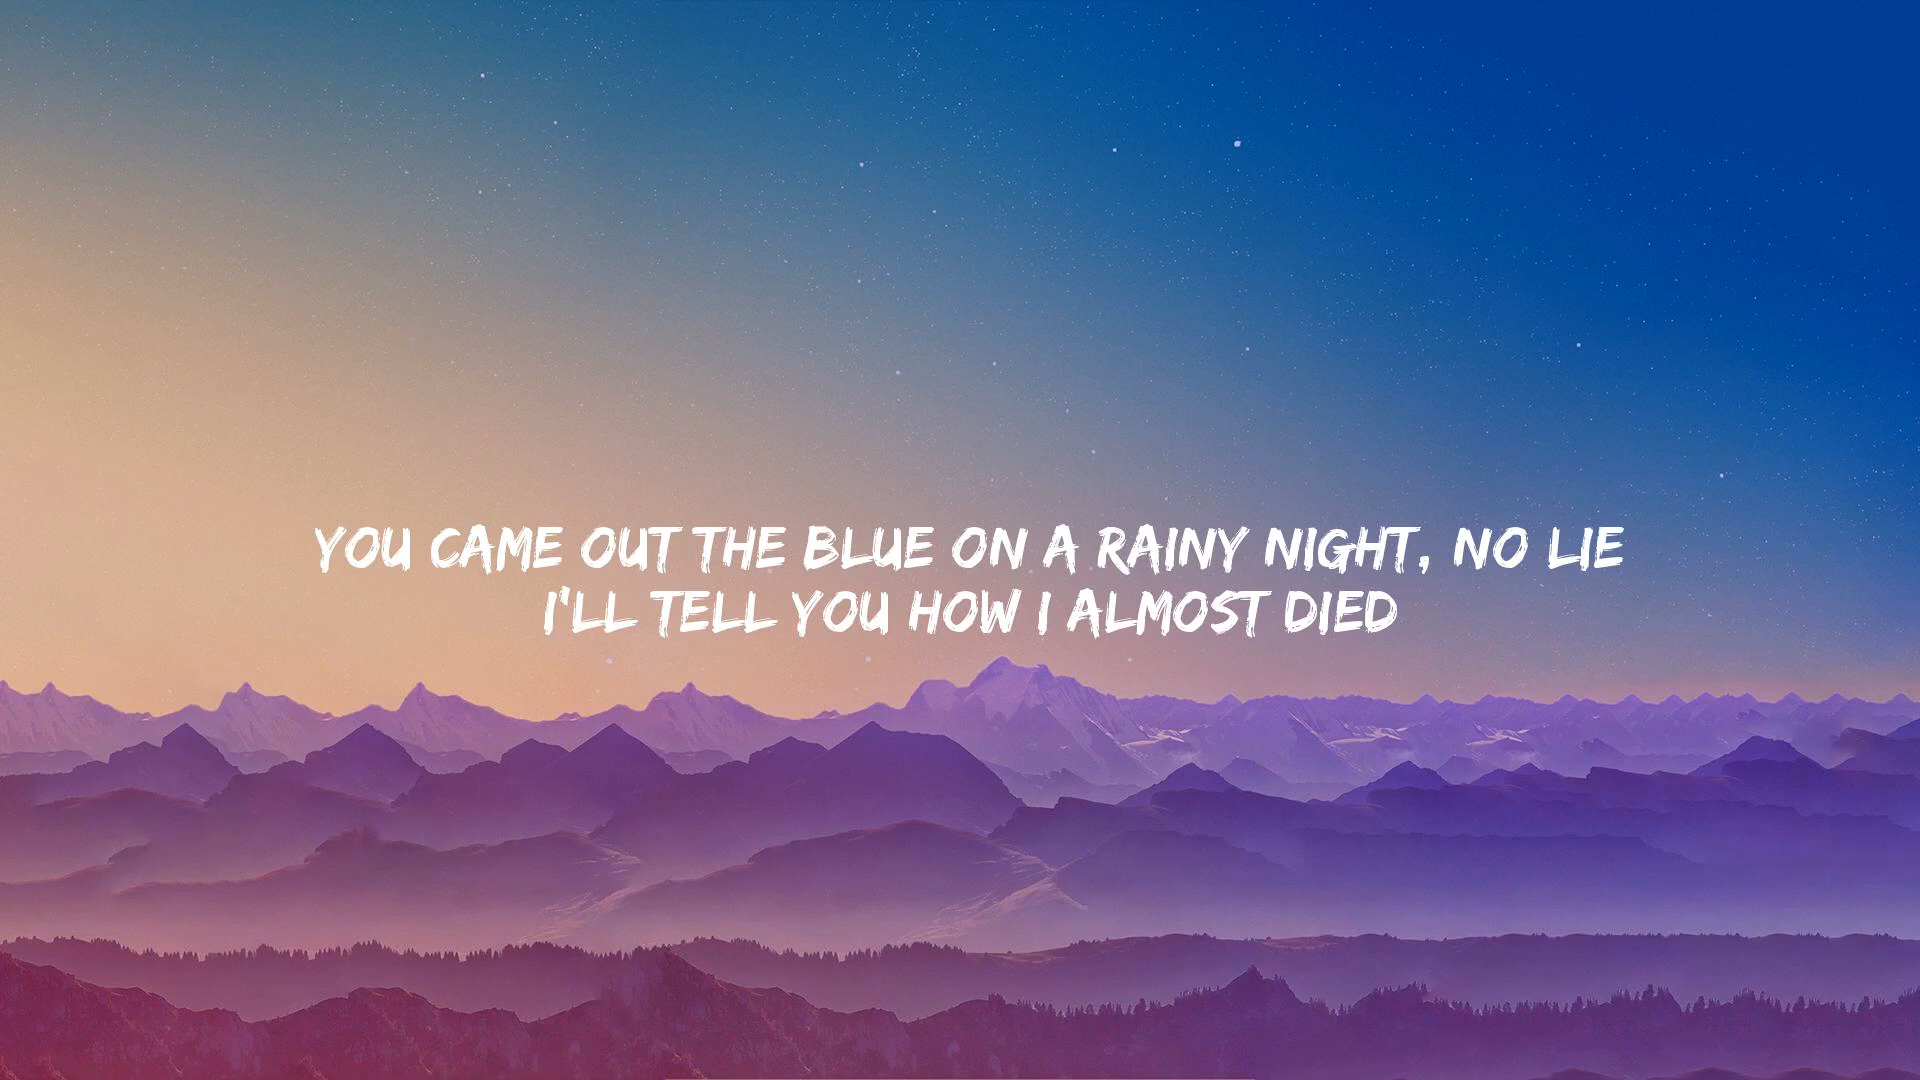 YOU CAME OUT THE BLUE ON A RAINY NIGHT, NO LIE
I'LL TELL YOU HOW I ALMOST DIED